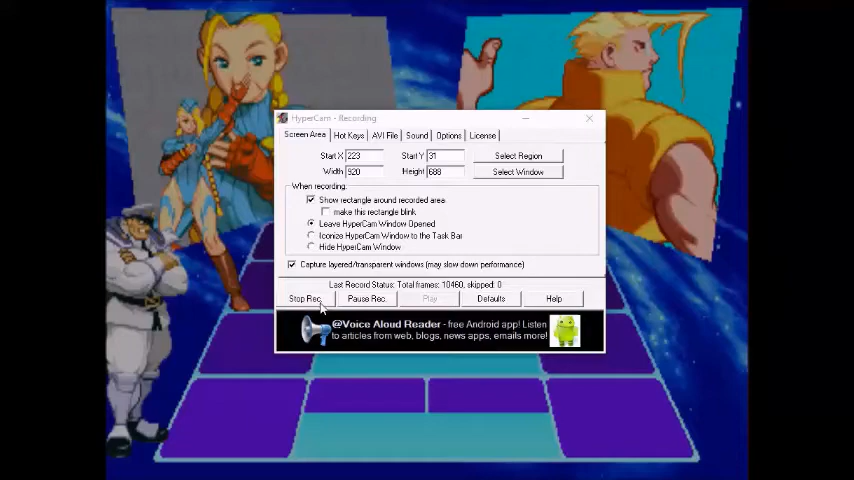 HyperCam - Recording
Screen Area Hot Keys AVI File Sound Options License
Start X 223 Start Y 31 Select Region
Width 920 Height 688 Select Window
When recording:
Show rectangle around recorded area
make this rectangle blink
Leave HyperCam Window Opened
Iconize HyperCam Window to the Task Bar
Hide HyperCam Window
Capture layered/transparent windows (may slow down performance)
Last Record Status: Total frames: 10460, skipped: 0
Stop Rec. Pause Rec. Play Defaults Help
@Voice Aloud Reader - free Android app! Listen
to articles from web, blogs, news apps, emails more!